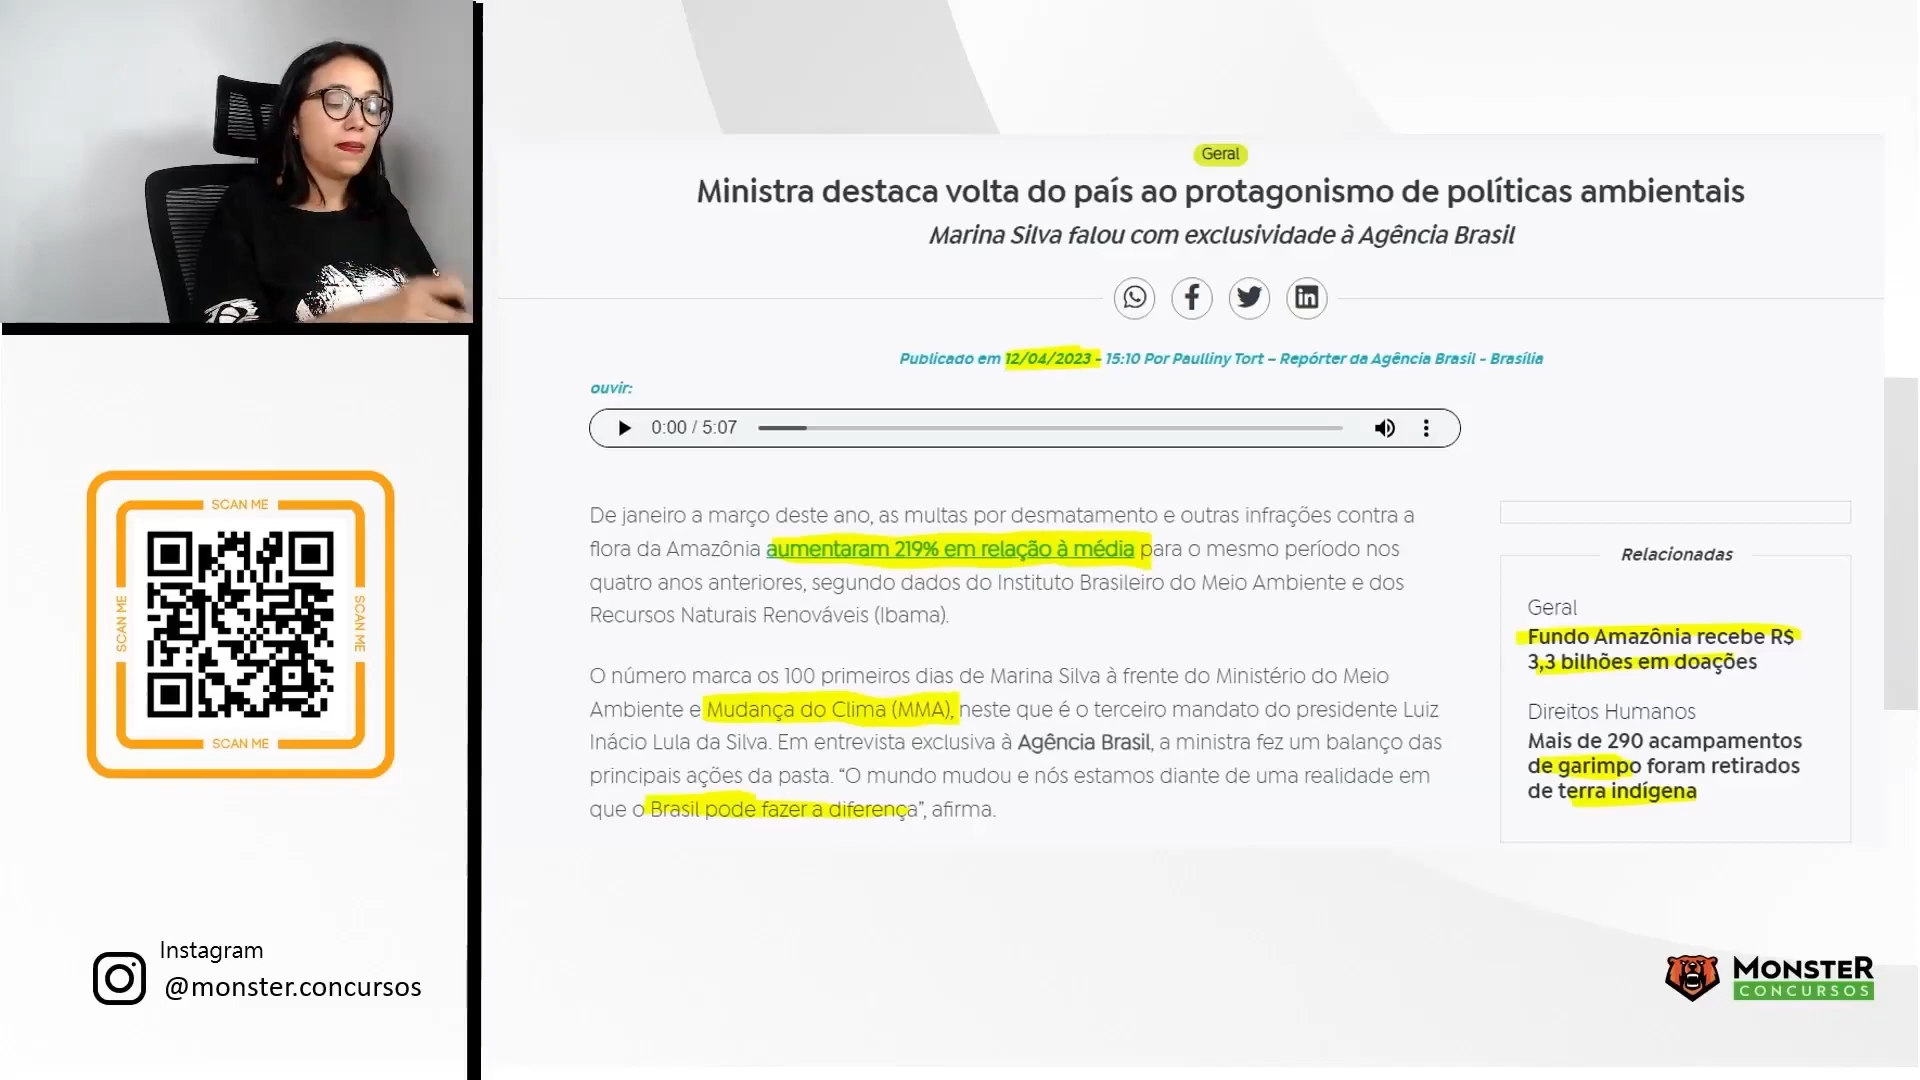 Geral
Ministra destaca volta do país ao protagonismo de políticas ambientais
Marina Silva falou com exclusividade à Agência Brasil
Publicado em 12/04/2023 - 15:10 Por Paulliny Tort – Repórter da Agência Brasil - Brasília
ouvir:
0:00 / 5:07
De janeiro a março deste ano, as multas por desmatamento e outras infrações contra a
flora da Amazônia aumentaram 219% em relação à média para o mesmo período nos
quatro anos anteriores, segundo dados do Instituto Brasileiro do Meio Ambiente e dos
Recursos Naturais Renováveis (Ibama).
O número marca os 100 primeiros dias de Marina Silva à frente do Ministério do Meio
Ambiente e Mudança do Clima (MMA), neste que é o terceiro mandato do presidente Luiz
Inácio Lula da Silva. Em entrevista exclusiva à Agência Brasil, a ministra fez um balanço das
principais ações da pasta. “O mundo mudou e nós estamos diante de uma realidade em
que o Brasil pode fazer a diferença”, afirma.
Relacionadas
Geral
Fundo Amazônia recebe R$
3,3 bilhões em doações
Direitos Humanos
Mais de 290 acampamentos
de garimpo foram retirados
de terra indígena
SCAN ME
SCAN ME
SCAN ME
SCAN ME
Instagram
@monster.concursos
MONSTER
CONCURSOS